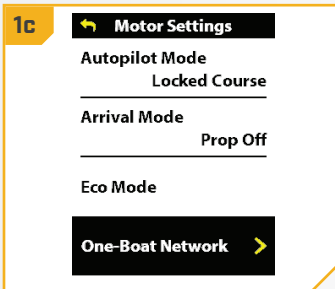 1c
Motor Settings
Autopilot Mode
Locked Course
Arrival Mode
Prop Off
Eco Mode
One-Boat Network